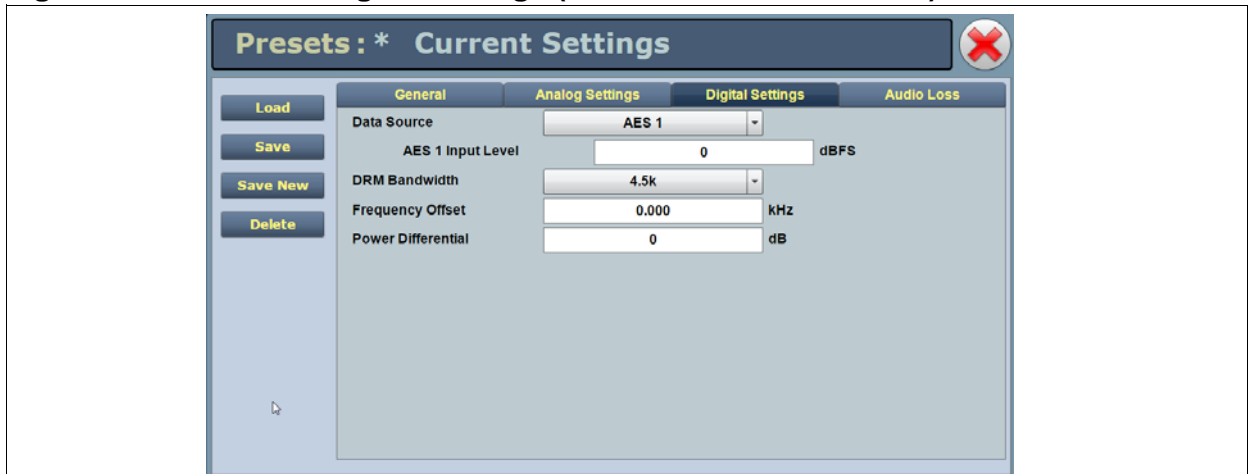 Presets:* Current Settings
General Analog Settings Digital Settings Audio Loss
Load
Save
Save New
Delete
Data Source AES 1
AES 1 Input Level 0 dBFS
DRM Bandwidth 4.5k
Frequency Offset 0.000 kHz
Power Differential 0 dB